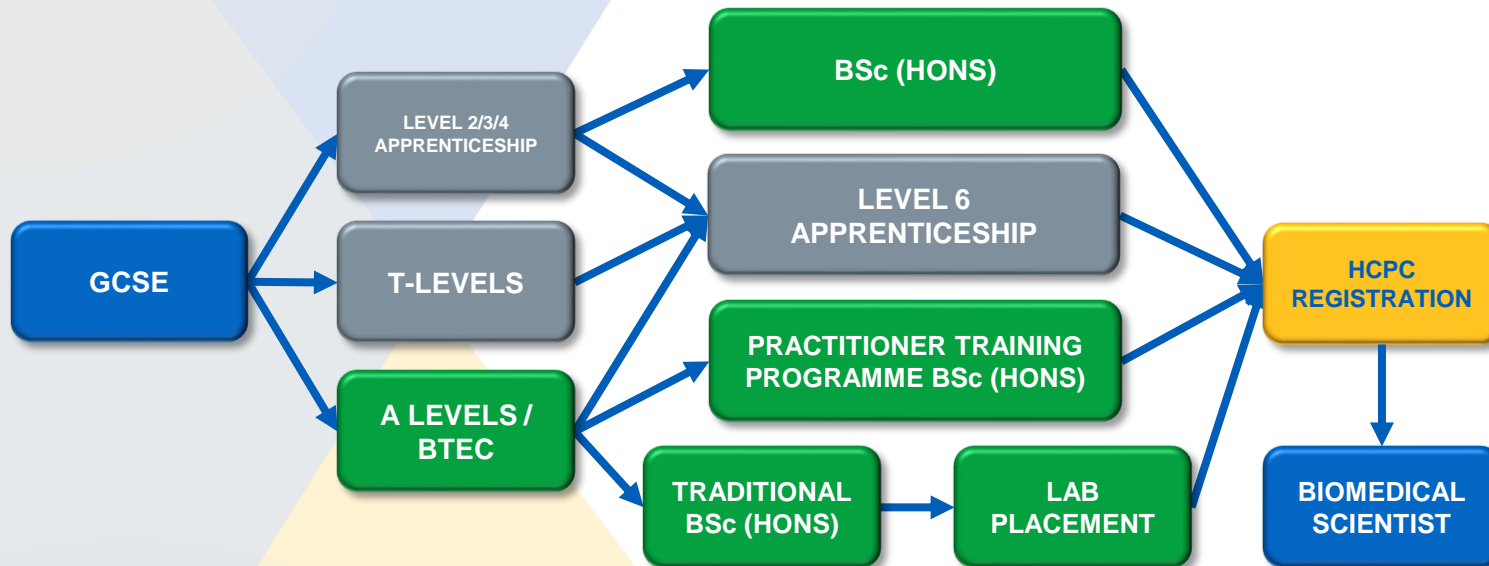 BSc (HONS)
LEVEL 2/3/4
APPRENTICESHIP
LEVEL 6
APPRENTICESHIP
GCSE
T-LEVELS
HCPC
REGISTRATION
PRACTITIONER TRAINING
PROGRAMME BSc (HONS)
A LEVELS /
BTEC
TRADITIONAL
BSc (HONS)
LAB
PLACEMENT
BIOMEDICAL
SCIENTIST